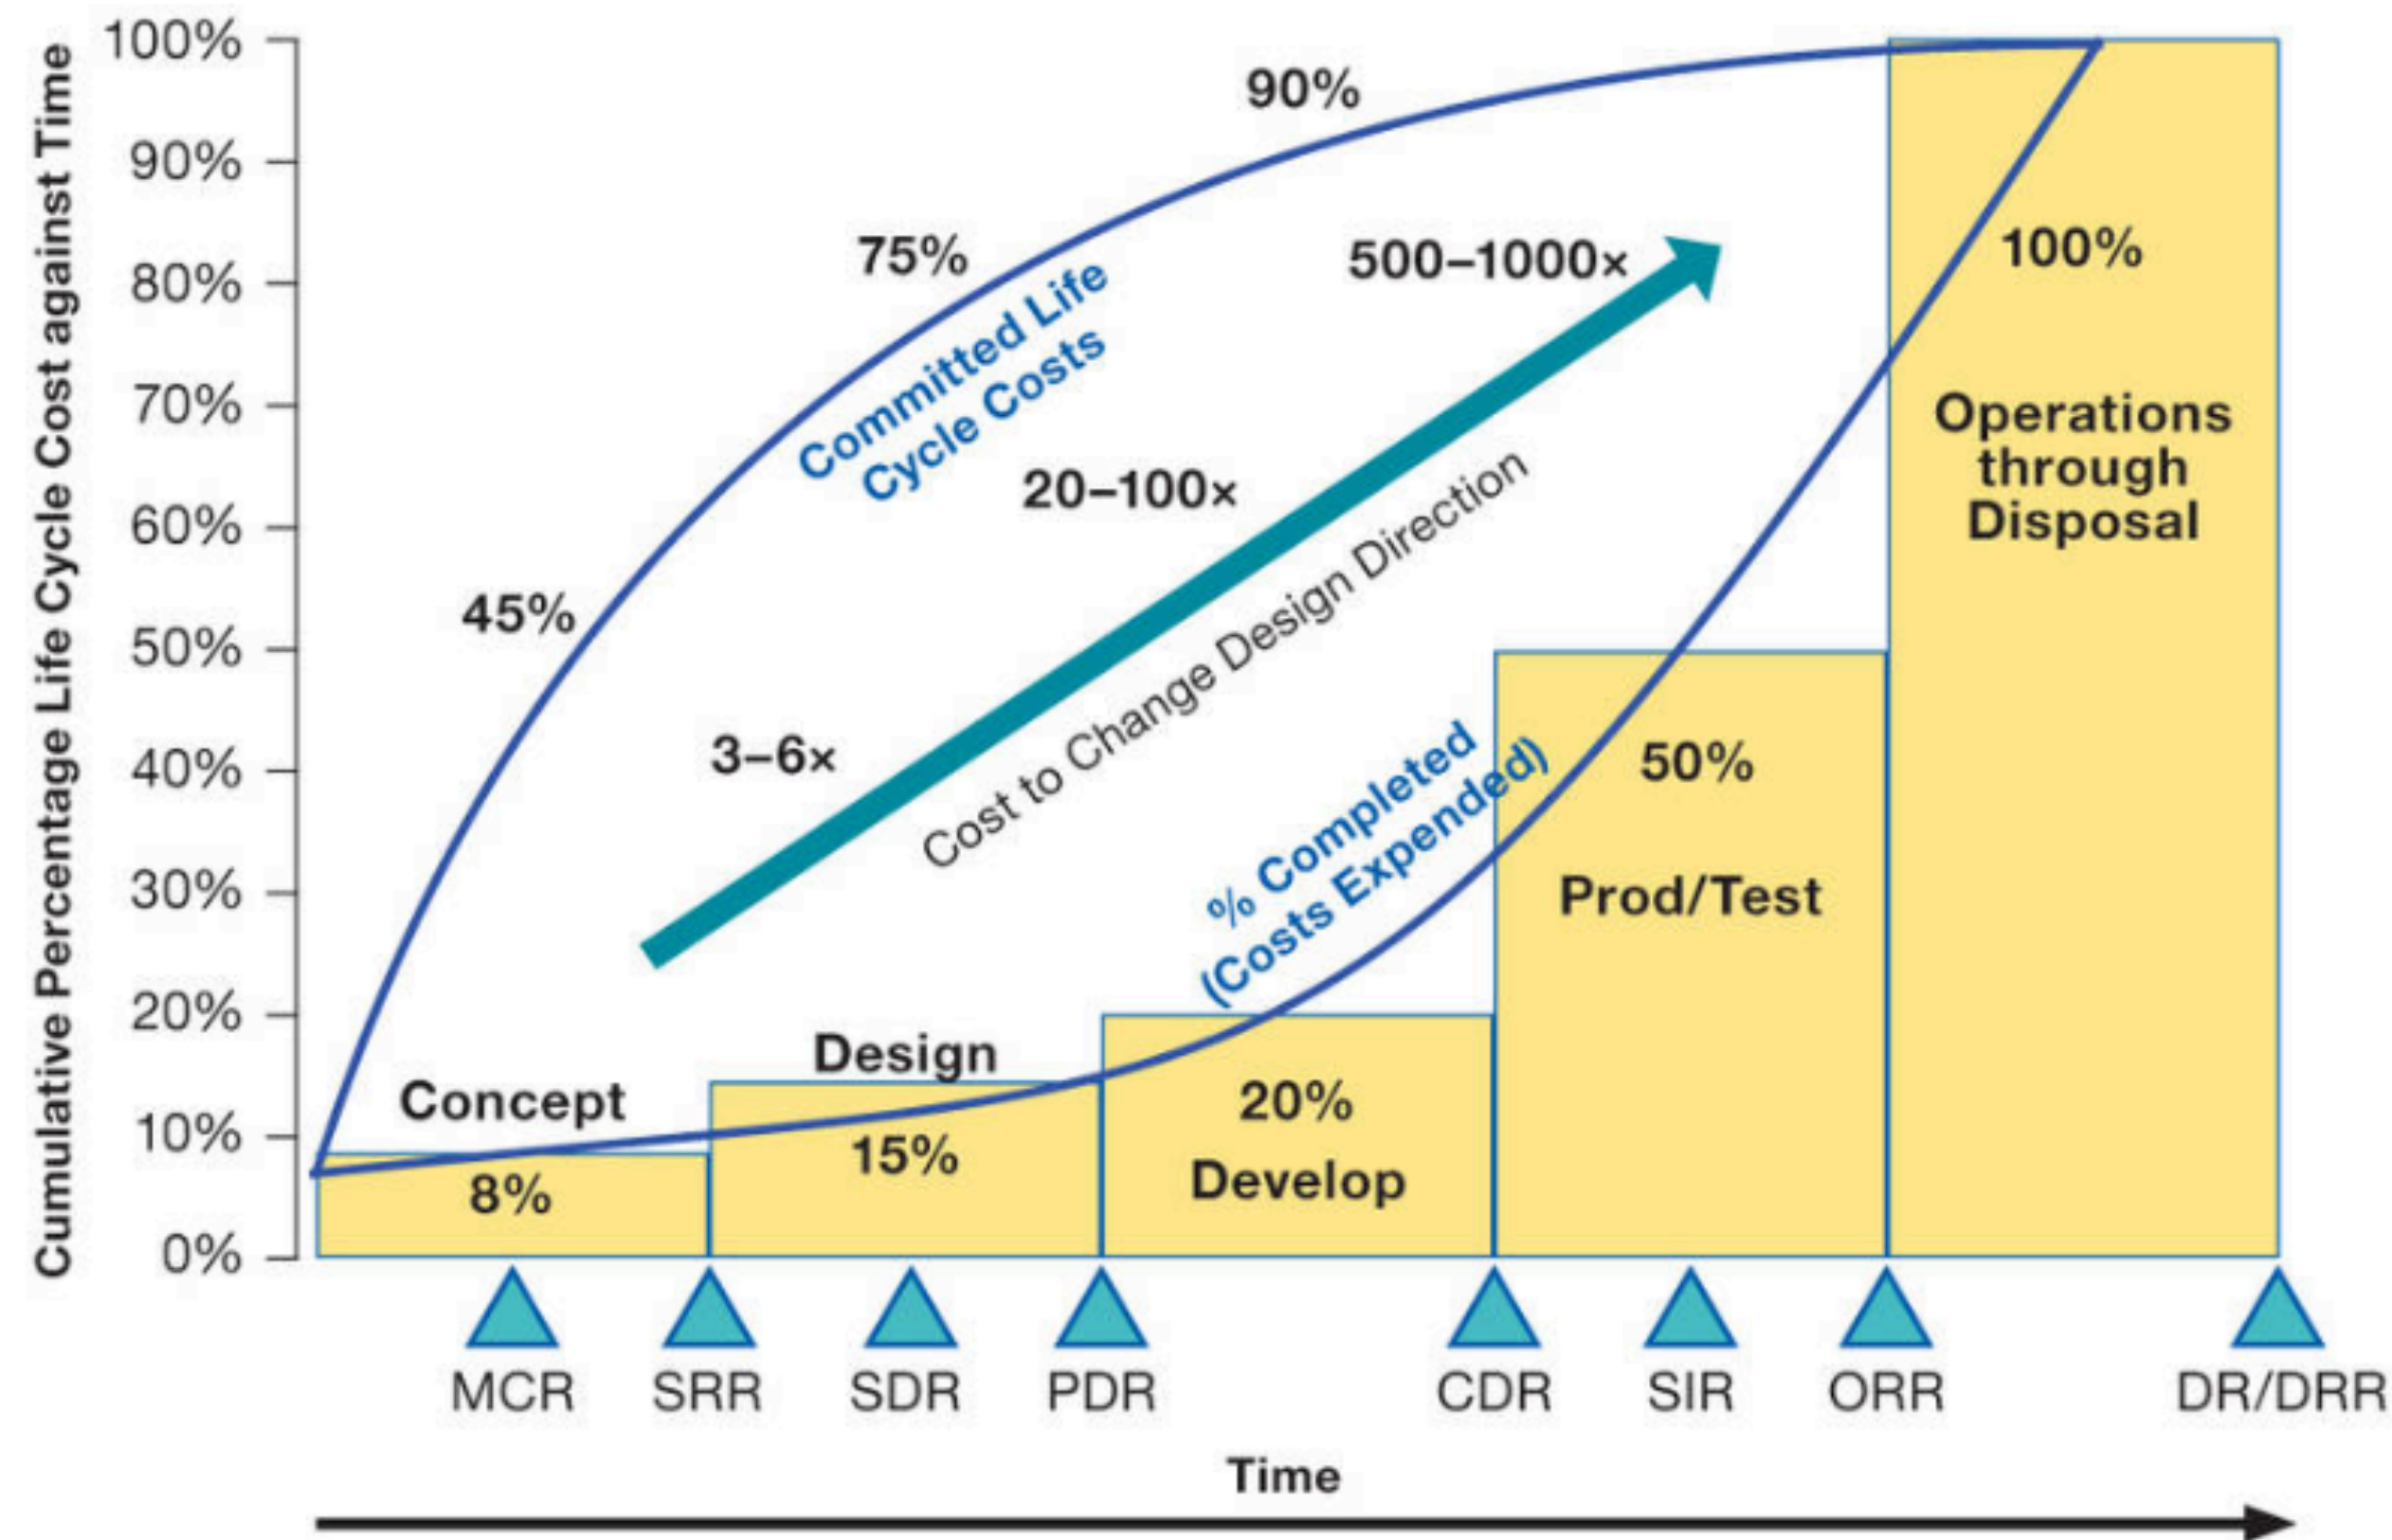 Cumulative Percentage Life Cycle Cost against Time
100%
90%
80%
70%
60%
50%
40%
30%
20%
10%
0%
45%
75%
90%
Committed Life
Cycle Costs
3–6×
20–100×
500–1000×
Cost to Change Design Direction
% Completed
(Costs Expended)
Concept
8%
Design
15%
20%
Develop
50%
Prod/Test
100%
Operations
through
Disposal
MCR
SRR
SDR
PDR
CDR
SIR
ORR
DR/DRR
Time